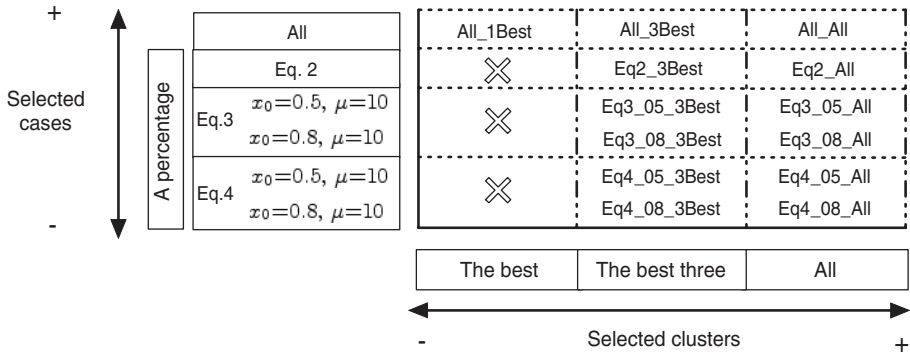 +
Selected
cases
-
A percentage
All
Eq. 2
Eq.3
x₀=0.5, μ=10
x₀=0.8, μ=10
Eq.4
x₀=0.5, μ=10
x₀=0.8, μ=10
All_1Best All_3Best All_All
Eq2_3Best Eq2_All
Eq3_05_3Best Eq3_05_All
Eq3_08_3Best Eq3_08_All
Eq4_05_3Best Eq4_05_All
Eq4_08_3Best Eq4_08_All
The best The best three All
- Selected clusters +